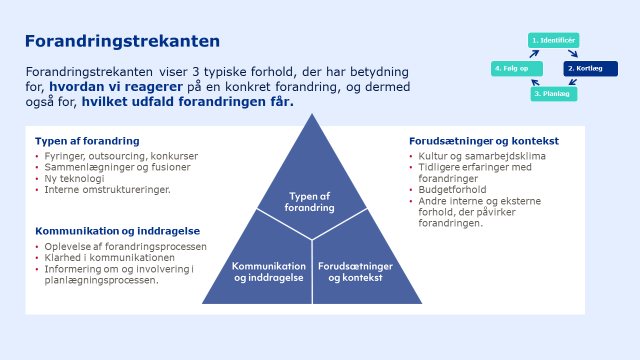 Forandringstrekanten
1. Identificér
4. Følg op
2. Kortlæg
3. Planlæg
Forandringstrekanten viser 3 typiske forhold, der har betydning
for, hvordan vi reagerer på en konkret forandring, og dermed
også for, hvilket udfald forandringen får.
Typen af forandring
• Fyringer, outsourcing, konkurser
• Sammenlægninger og fusioner
• Ny teknologi
• Interne omstruktureringer.
Kommunikation og inddragelse
• Oplevelse af forandringsprocessen
• Klarhed i kommunikationen
• Informering om og involvering i
planlægningsprocessen.
Typen af
forandring
Kommunikation
og inddragelse
Forudsætninger
og kontekst
Forudsætninger og kontekst
• Kultur og samarbejdsklima
• Tidligere erfaringer med
forandringer
• Budgetforhold
• Andre interne og eksterne
forhold, der påvirker
forandringen.